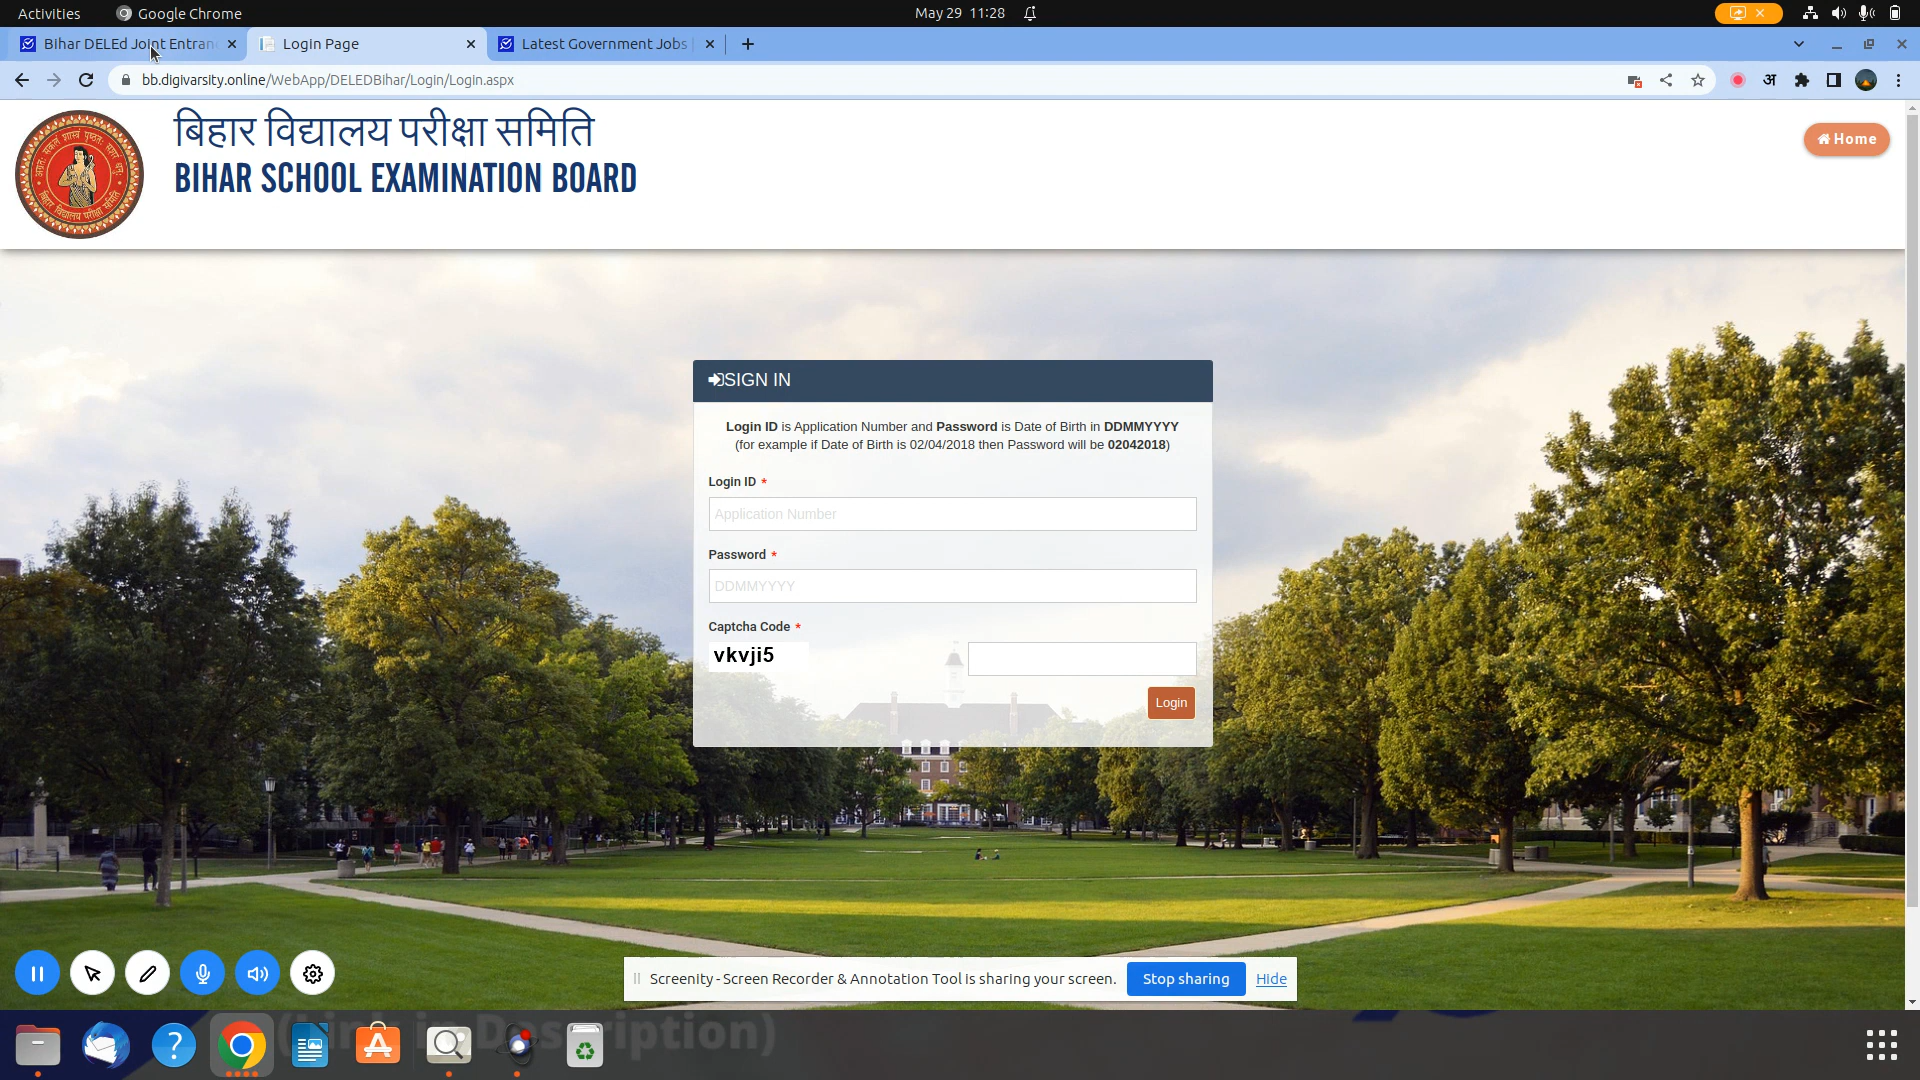 Activities Google Chrome May 29 11:28
Bihar DELEd Joint Entran Login Page Latest Government Jobs
bb.digivarsity.online/WebApp/DELEDBihar/Login/Login.aspx अ
बिहार विद्यालय परीक्षा समिति
BIHAR SCHOOL EXAMINATION BOARD
Home
SIGN IN
Login ID is Application Number and Password is Date of Birth in DDMMYYYY
(for example if Date of Birth is 02/04/2018 then Password will be 02042018)
Login ID *
Application Number
Password *
DDMMYYYY
Captcha Code *
vkvji5
Login
Screenity - Screen Recorder & Annotation Tool is sharing your screen. Stop sharing Hide